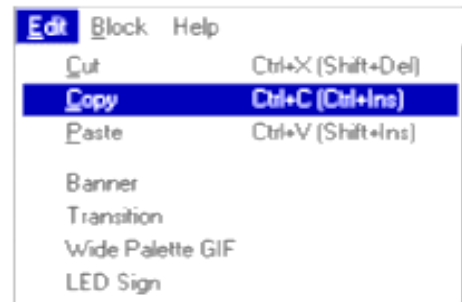 Edit Block Help
Cut Ctrl+X (Shift+Del)
Copy Ctrl+C (Ctrl+Ins)
Paste Ctrl+V (Shift+Ins)
Banner
Transition
Wide Palette GIF
LED Sign